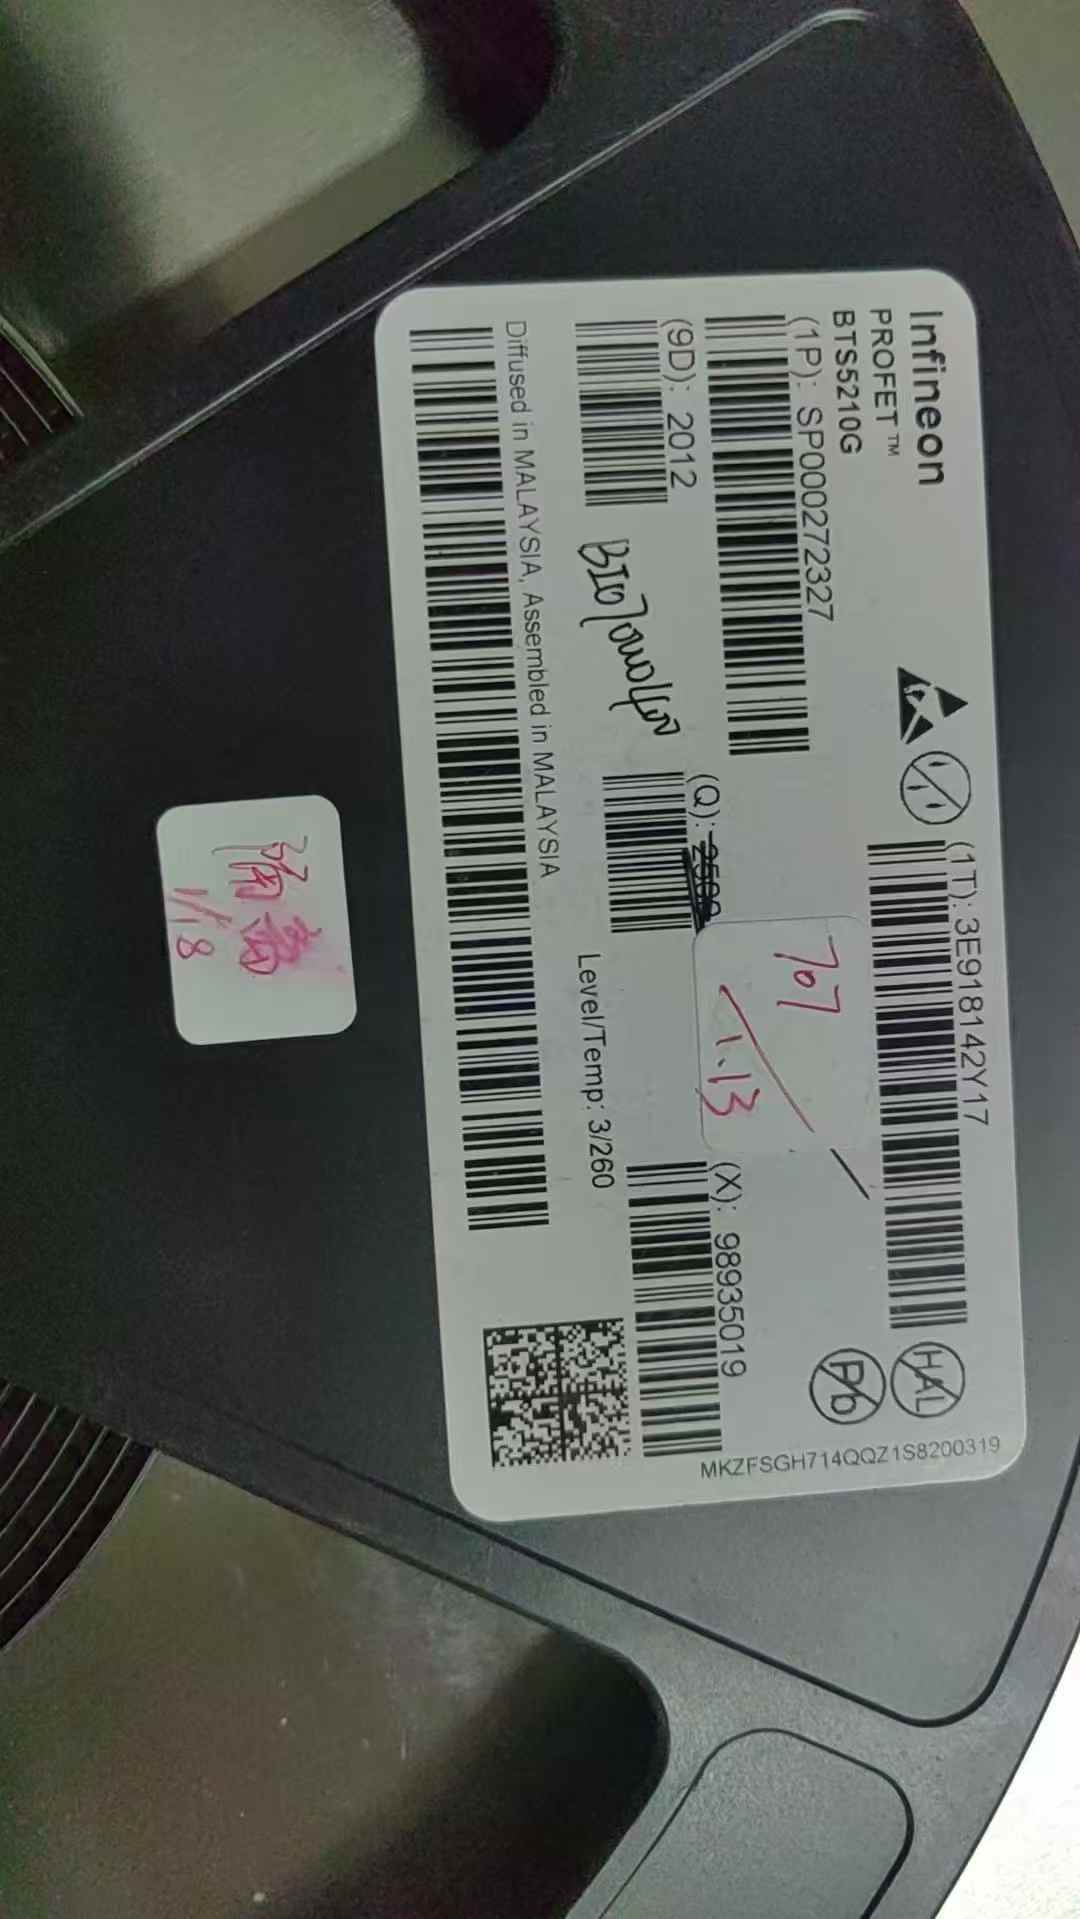 Infineon
PROFET™
BTS5210G
(1P): SP000272327
(1T): 3E918142Y17
HAL
Pb
(9D): 2012
(Q): 2500
707
1.13
(X): 98935019
Level/Temp: 3/260
Diffused in MALAYSIA, Assembled in MALAYSIA
MKZFSGH714QQZ1S8200319
1/18